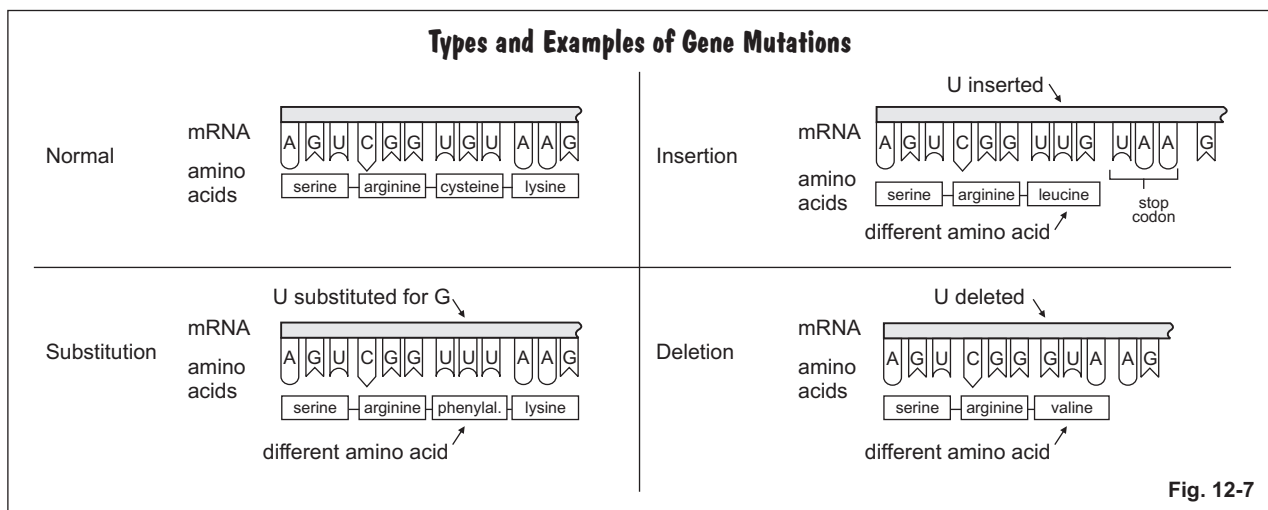 Types and Examples of Gene Mutations
Normal
mRNA
A G U C G G U G U A A G
amino
acids
serine arginine cysteine lysine
Insertion
U inserted
mRNA
A G U C G G U U G U A A G
amino
acids
serine arginine leucine
stop
codon
different amino acid
Substitution
U substituted for G
mRNA
A G U C G G U U U A A G
amino
acids
serine arginine phenylal. lysine
different amino acid
Deletion
U deleted
mRNA
A G U C G G G U A A G
amino
acids
serine arginine valine
different amino acid
Fig. 12-7